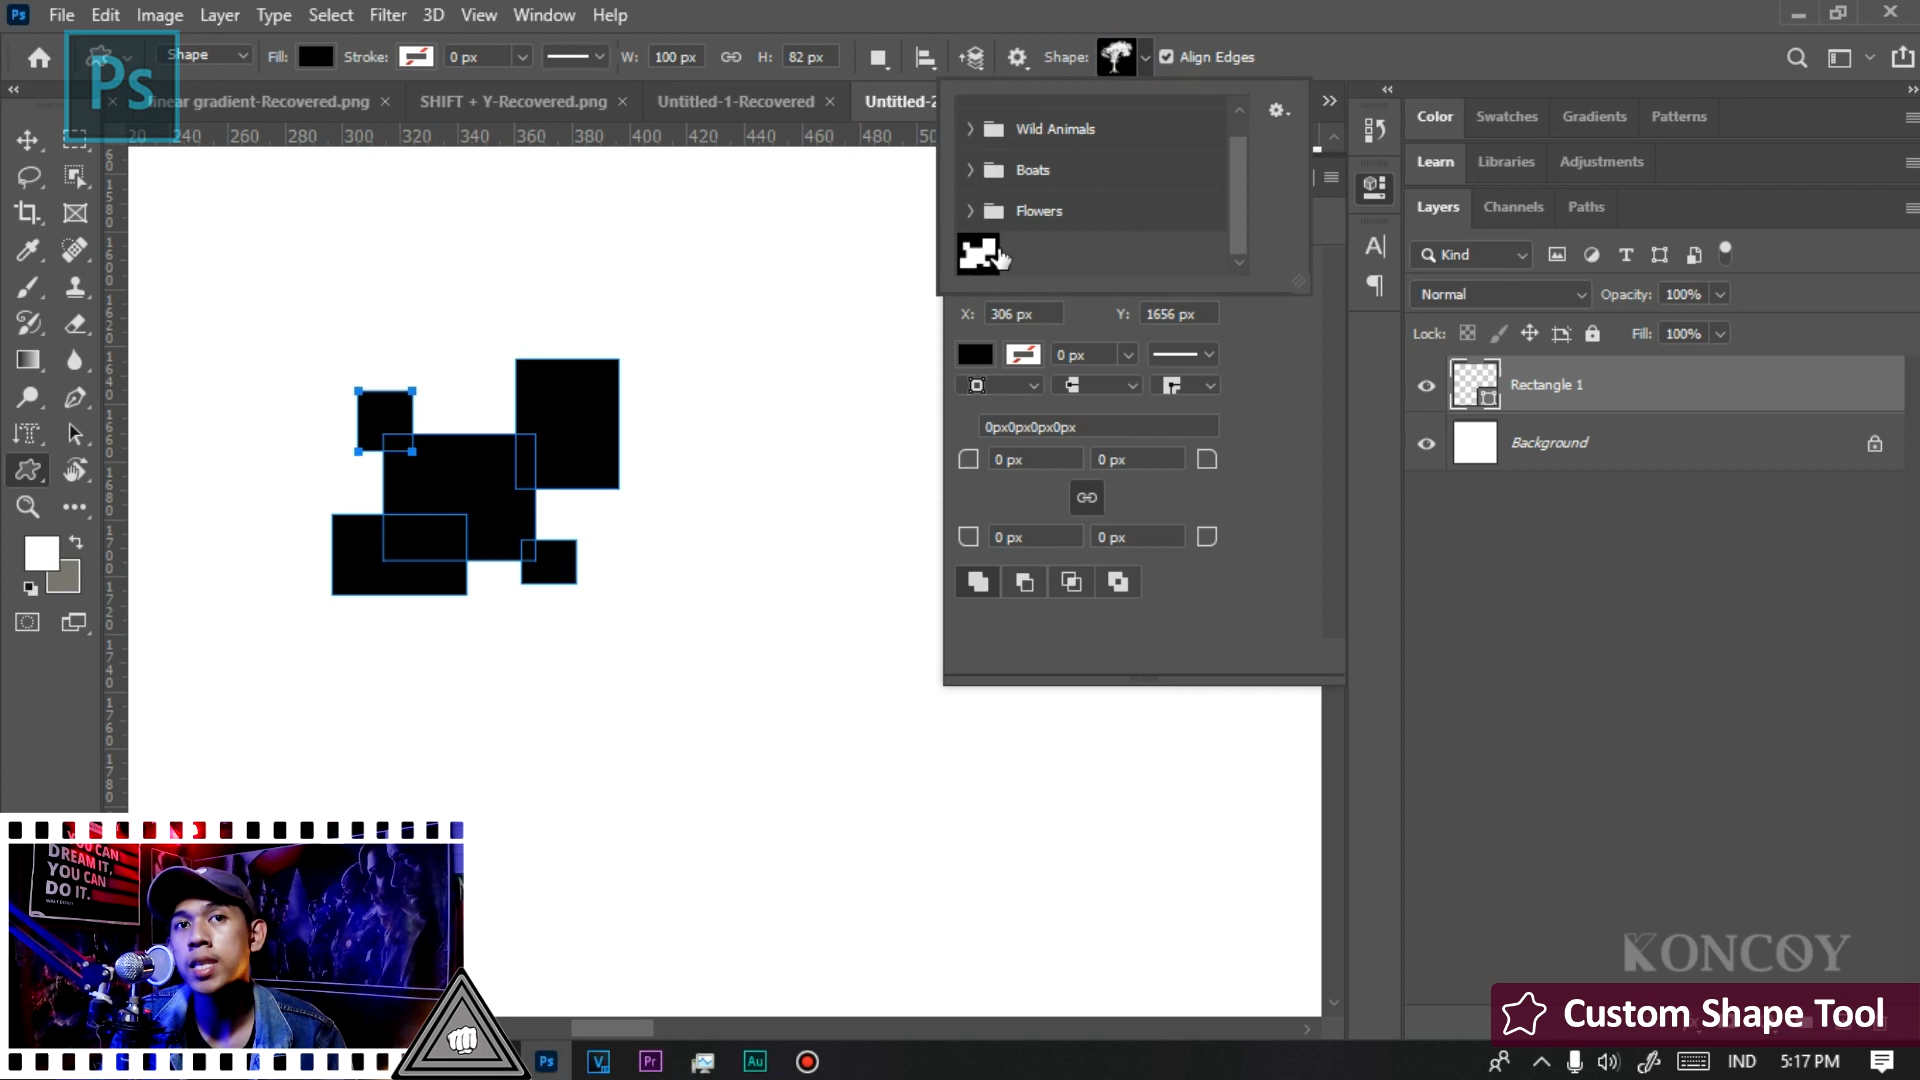 Ps File Edit Image Layer Type Select Filter 3D View Window Help
Shape Fill: Stroke: 0 px W: 100 px H: 82 px Shape: Align Edges
Ps
linear gradient-Recovered.png × SHIFT + Y-Recovered.png × Untitled-1-Recovered × Untitled-2
240 260 280 300 320 340 360 380 400 420 440 460 480
Wild Animals
Boats
Flowers
X: 306 px Y: 1656 px
0 px
0px0px0px0px
0 px 0 px
0 px 0 px
Color Swatches Gradients Patterns
Learn Libraries Adjustments
Layers Channels Paths
Kind
Normal Opacity: 100%
Lock: Fill: 100%
Rectangle 1
Background
YOU CAN
DREAM IT,
YOU CAN
DO IT.
KONCOY
Custom Shape Tool
Ps V Pr Au IND 5:17 PM